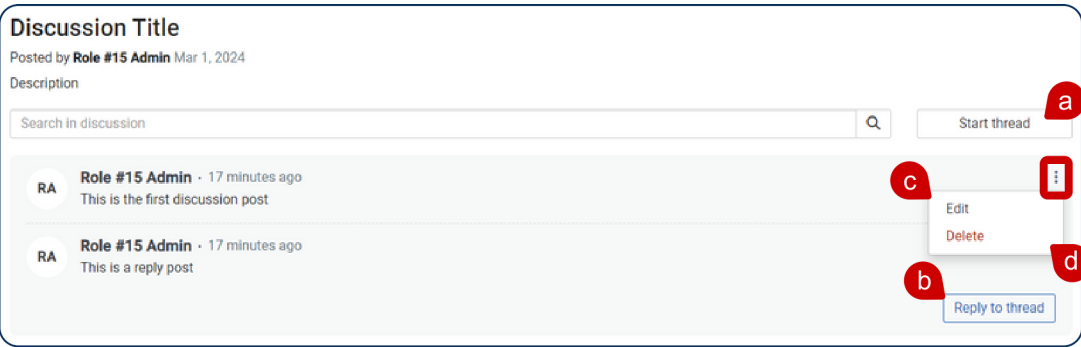 Discussion Title
Posted by Role #15 Admin Mar 1, 2024
Description
a
Search in discussion
Start thread
RA
Role #15 Admin · 17 minutes ago
This is the first discussion post
c
Edit
Delete
d
RA
Role #15 Admin · 17 minutes ago
This is a reply post
b
Reply to thread